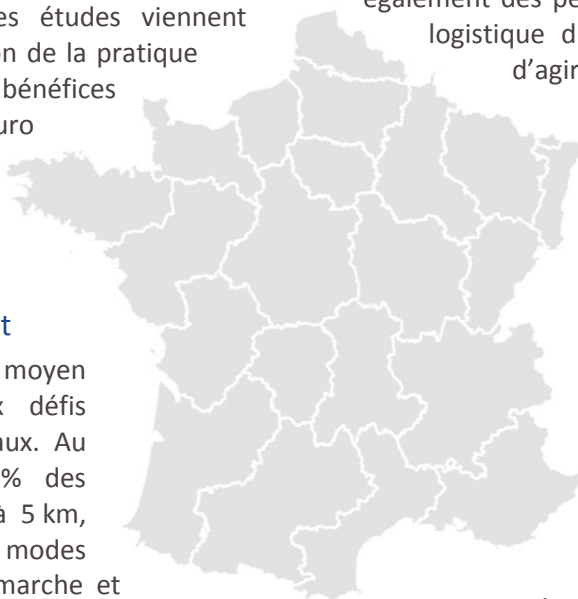 es études viennent
on de la pratique
bénéfices
uro
également des pe
logistique d
d'agir
t
moyen
x défis
aux. Au
% des
à 5 km,
modes
marche et